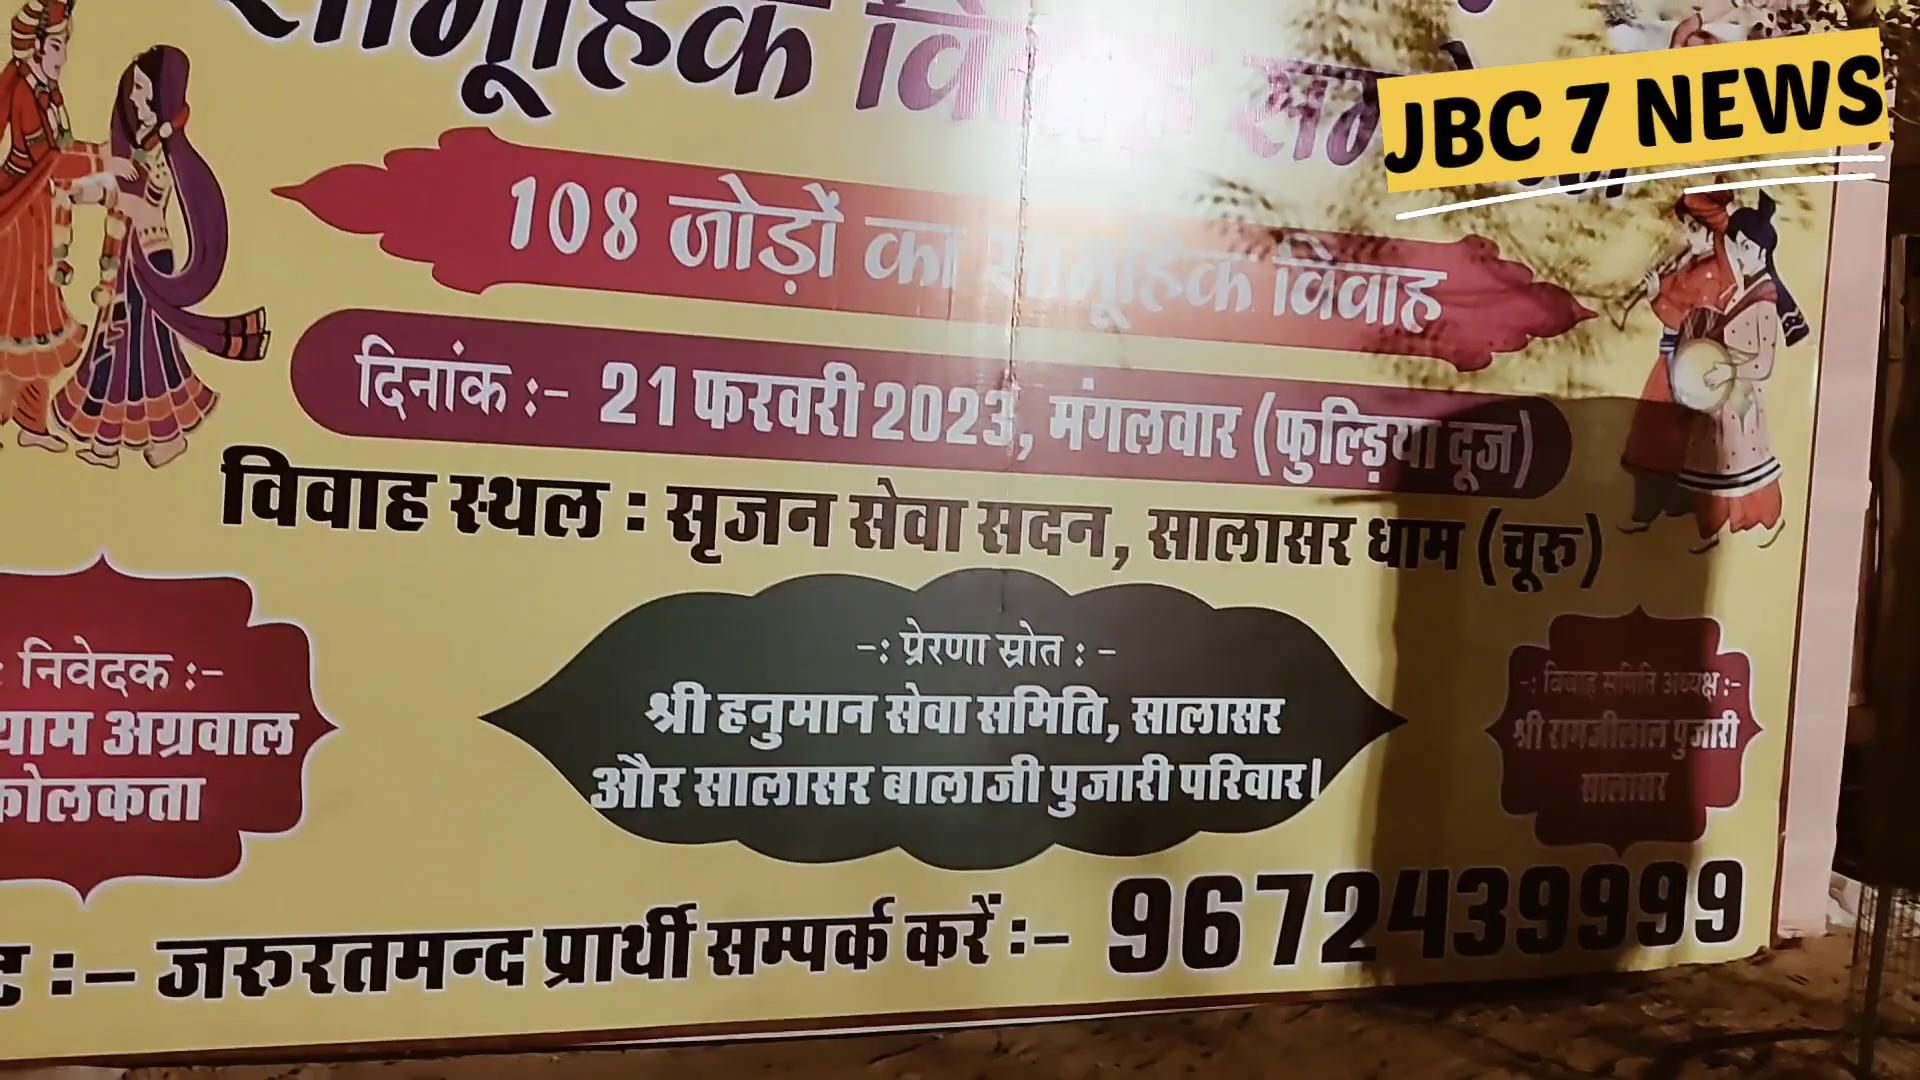 सामूहिक विवाह
JBC 7 NEWS
108 जोड़ों का सामूहिक विवाह
दिनांक :- 21 फरवरी 2023, मंगलवार (फुल्ड़िया दूज)
विवाह स्थल : सृजन सेवा सदन, सालासर धाम (चूरु)
निवेदक :-
अग्रवाल
कोलकता
-: प्रेरणा स्रोत : -
श्री हनुमान सेवा समिति, सालासर
और सालासर बालाजी पुजारी परिवार।
-: विवाह समिति अध्यक्ष :-
श्री रामजीलाल पुजारी
सालासर
:- जरुरतमन्द प्रार्थी सम्पर्क करें :- 9672439999